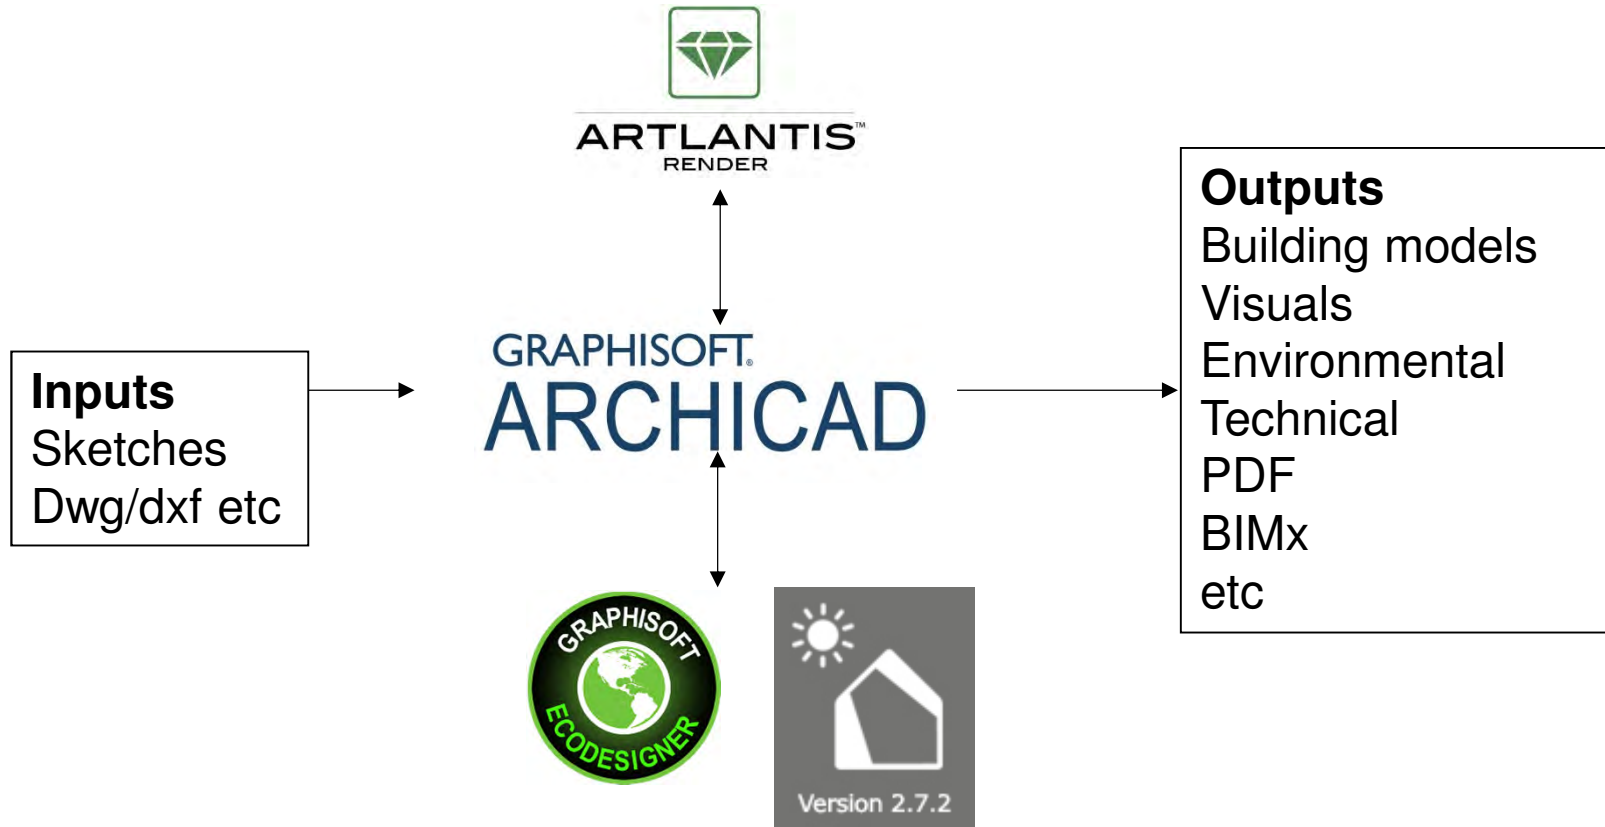 ARTLANTIS™
RENDER
Inputs
Sketches
Dwg/dxf etc
GRAPHISOFT®
ARCHICAD
Outputs
Building models
Visuals
Environmental
Technical
PDF
BIMx
etc
GRAPHISOFT
ECODESIGNER
Version 2.7.2